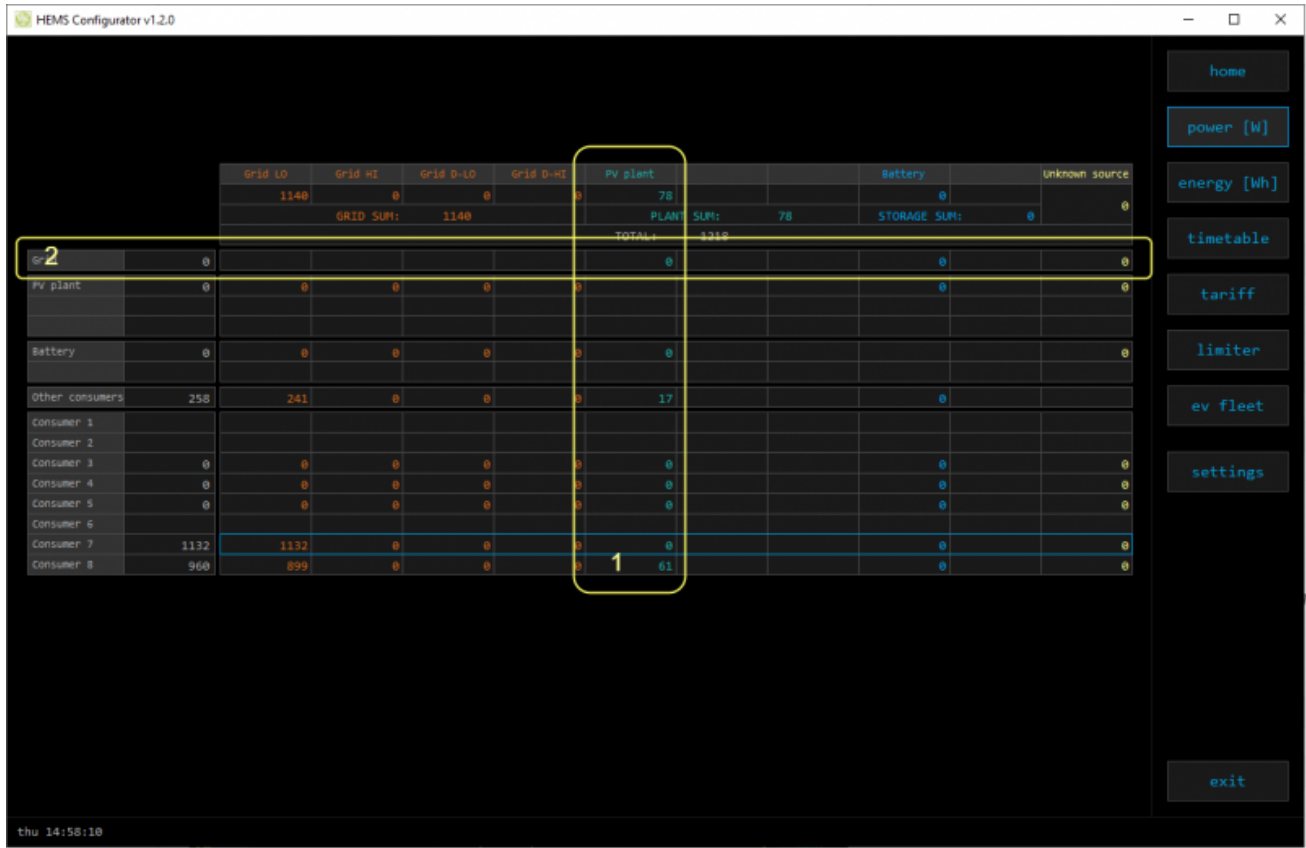 HEMS Configurator v1.2.0
home
power [W]
energy [Wh]
timetable
tariff
limiter
ev fleet
settings
exit
Grid LO Grid HI Grid D-LO Grid D-HI PV plant Battery Unknown source
1140 0 0 0 78 0 0
GRID SUM: 1140 PLANT SUM: 78 STORAGE SUM: 0
TOTAL: 1218
2
0 0 0 0
PV plant 0 0 0 0 0 0 0
Battery 0 0 0 0 0 0 0
Other consumers 258 241 0 0 0 17 0
Consumer 1
Consumer 2
Consumer 3 0 0 0 0 0 0 0 0
Consumer 4 0 0 0 0 0 0 0 0
Consumer 5 0 0 0 0 0 0 0 0
Consumer 6
Consumer 7 1132 1132 0 0 0 0 0 0
Consumer 8 960 899 0 0 0 61 0 0
1
thu 14:58:10